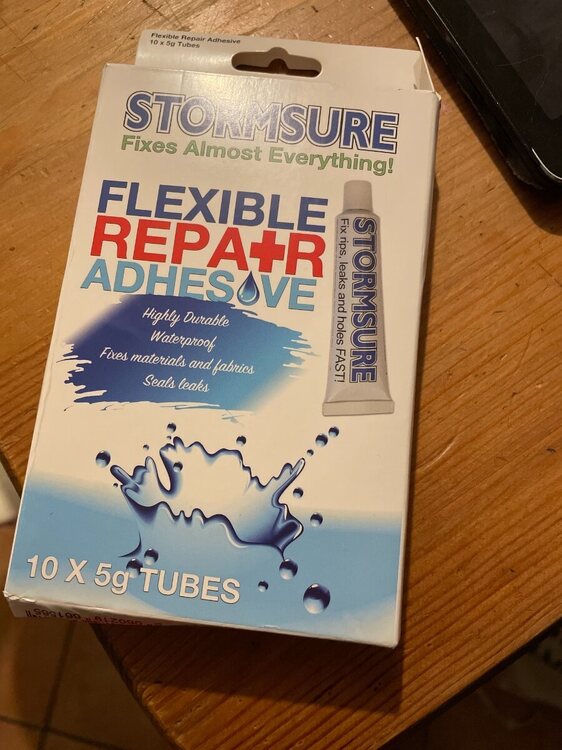 Flexible Repair Adhesive
10 x 5g Tubes
STORMSURE
Fixes Almost Everything!
FLEXIBLE
REPAIR
ADHESIVE
Highly Durable
Waterproof
Fixes materials and fabrics
Seals leaks
STORMSURE
Fix rips, leaks and holes FAST!
10 X 5g TUBES